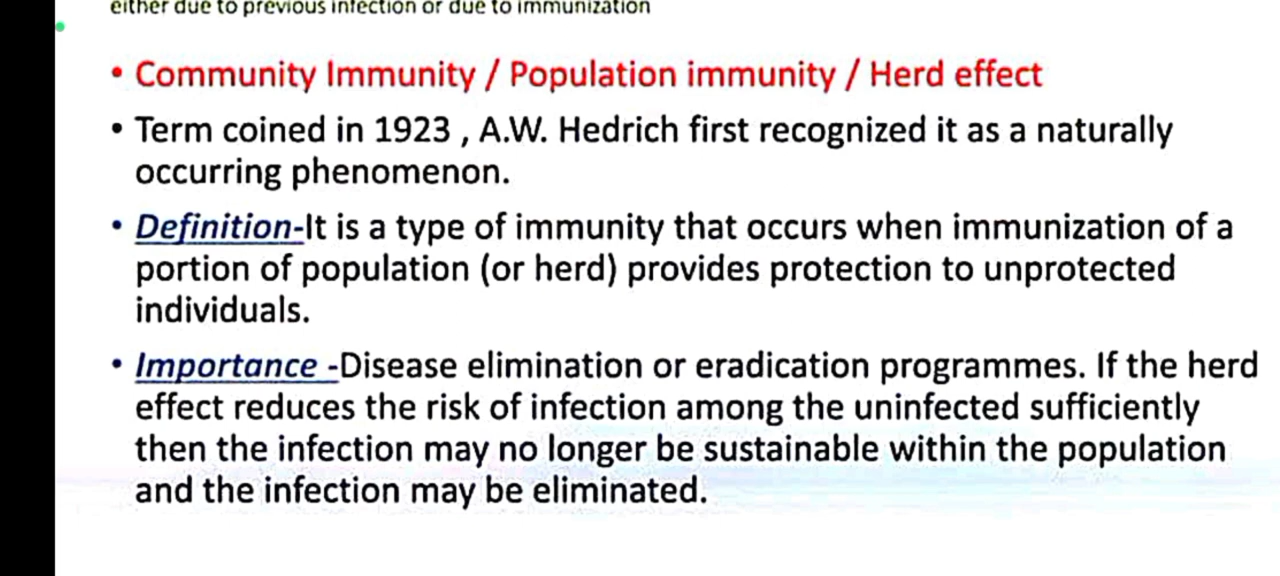 either due to previous infection or due to immunization
• Community Immunity / Population immunity / Herd effect
• Term coined in 1923 , A.W. Hedrich first recognized it as a naturally
occurring phenomenon.
• Definition-It is a type of immunity that occurs when immunization of a
portion of population (or herd) provides protection to unprotected
individuals.
• Importance -Disease elimination or eradication programmes. If the herd
effect reduces the risk of infection among the uninfected sufficiently
then the infection may no longer be sustainable within the population
and the infection may be eliminated.